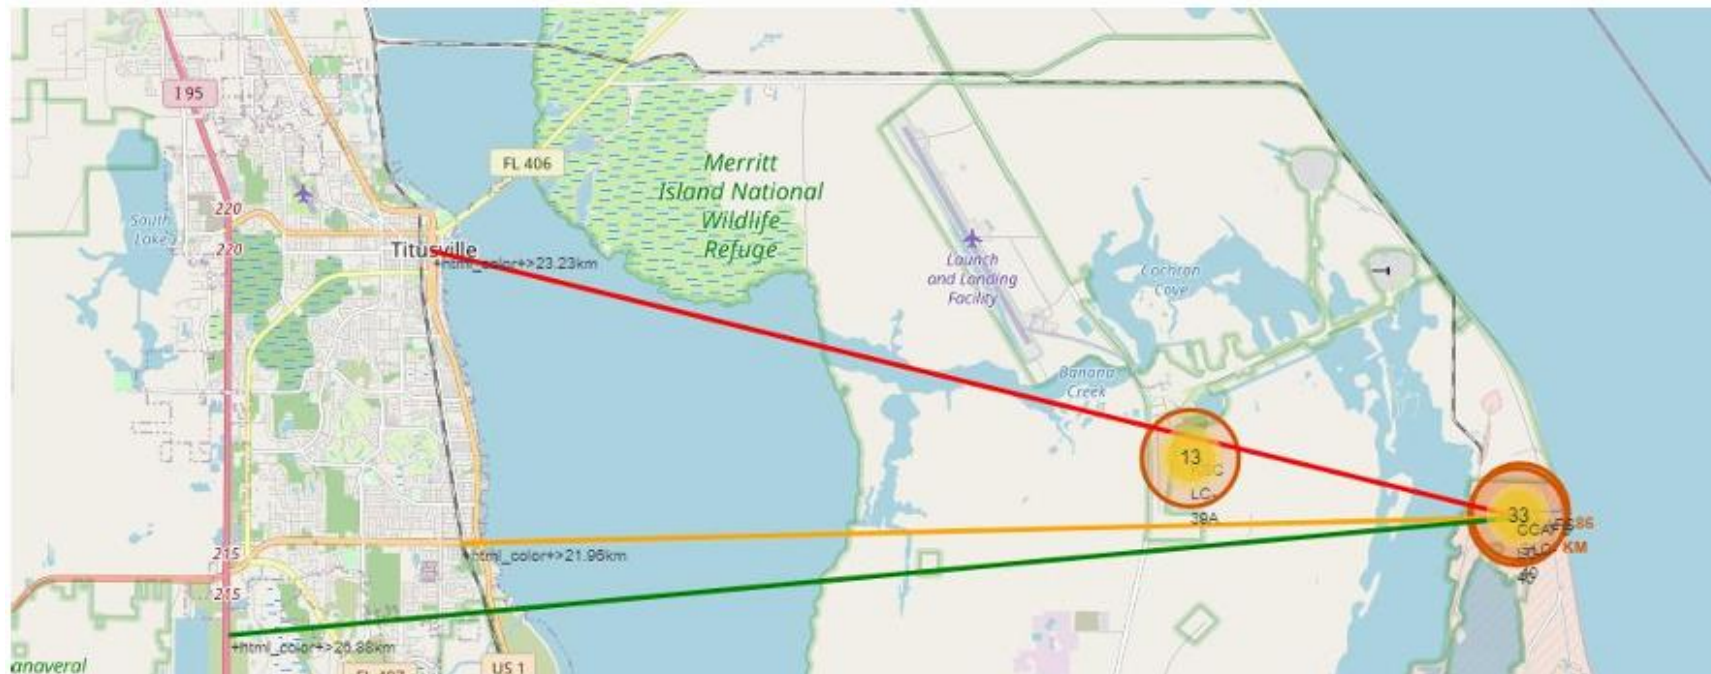 I 95
FL 406
Merritt
Island National
Wildlife
Refuge
220
South
Lake
220
Titusville
+html_color+>23.23km
Launch
and Landing
Facility
Cochran
Cove
Banana
Creek
13
LC-
39A
33
KM
215
html_color+>21.96km
215
+html_color+>26.88km
anaveral
US 1